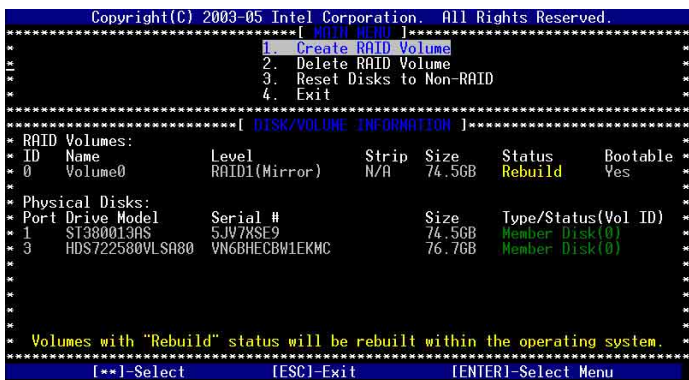 Copyright(C) 2003-05 Intel Corporation. All Rights Reserved.
[ MAIN MENU ]
1. Create RAID Volume
2. Delete RAID Volume
3. Reset Disks to Non-RAID
4. Exit
[ DISK/VOLUME INFORMATION ]
RAID Volumes:
ID Name Level Strip Size Status Bootable
0 Volume0 RAID1(Mirror) N/A 74.5GB Rebuild Yes
Physical Disks:
Port Drive Model Serial # Size Type/Status(Vol ID)
1 ST380013AS 5JV7XSE9 74.5GB Member Disk(0)
3 HDS722580VLSA80 VN6BHECBW1EKMC 76.7GB Member Disk(0)
Volumes with "Rebuild" status will be rebuilt within the operating system.
[**]-Select [ESC]-Exit [ENTER]-Select Menu